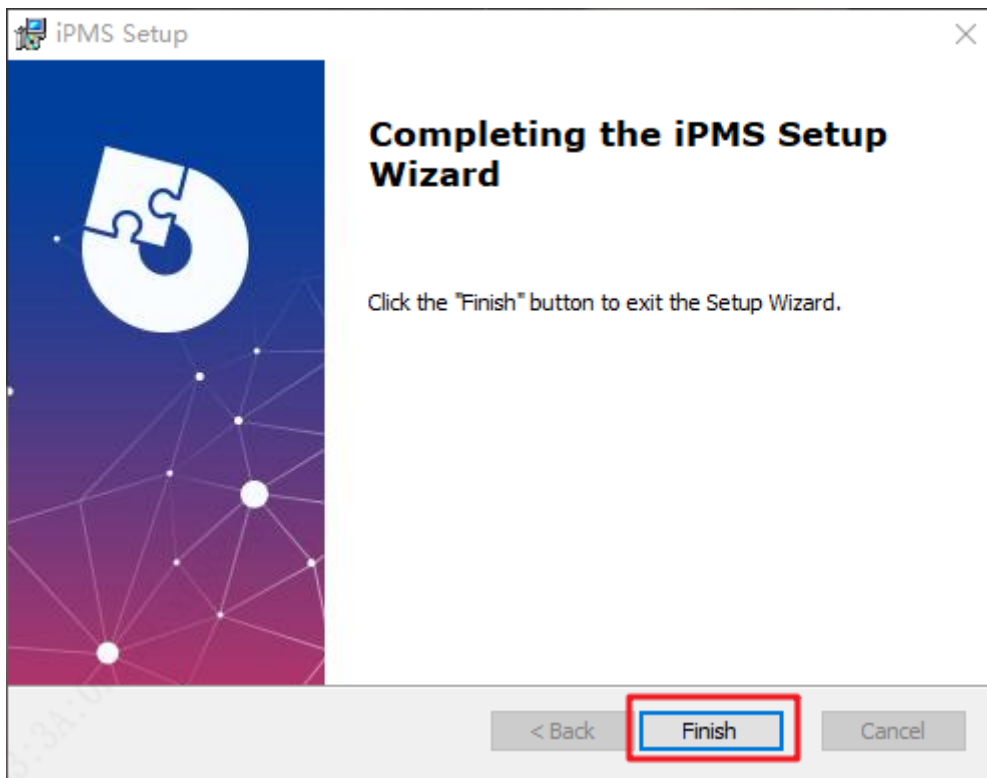 iPMS Setup
Completing the iPMS Setup
Wizard
Click the "Finish" button to exit the Setup Wizard.
< Back
Finish
Cancel